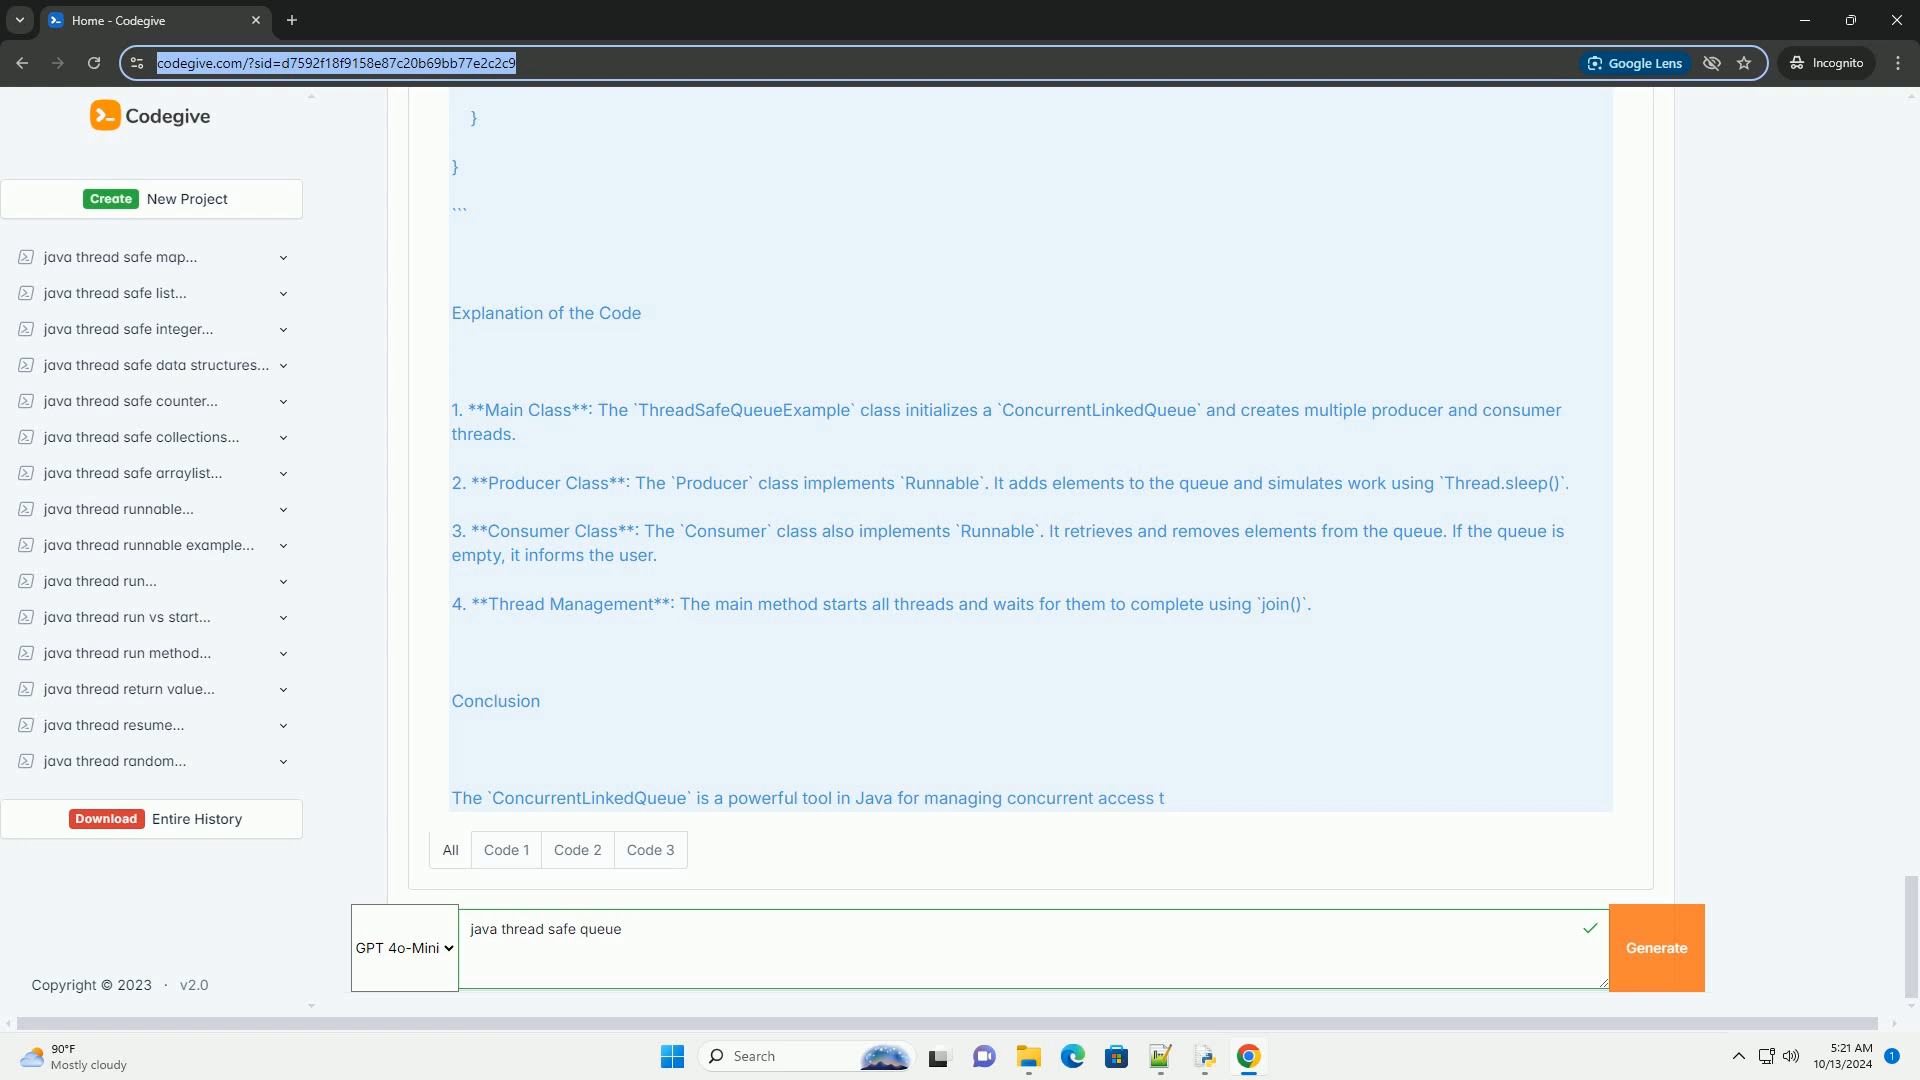 Home - Codegive
codegive.com/?sid=d7592f18f9158e87c20b69bb77e2c2c9
Google Lens
Incognito
Codegive
Create New Project
java thread safe map...
java thread safe list...
java thread safe integer...
java thread safe data structures...
java thread safe counter...
java thread safe collections...
java thread safe arraylist...
java thread runnable...
java thread runnable example...
java thread run...
java thread run vs start...
java thread run method...
java thread return value...
java thread resume...
java thread random...
Download Entire History
Copyright © 2023 · v2.0
}
}
```
Explanation of the Code
1. **Main Class**: The `ThreadSafeQueueExample` class initializes a `ConcurrentLinkedQueue` and creates multiple producer and consumer
threads.
2. **Producer Class**: The `Producer` class implements `Runnable`. It adds elements to the queue and simulates work using `Thread.sleep()`.
3. **Consumer Class**: The `Consumer` class also implements `Runnable`. It retrieves and removes elements from the queue. If the queue is
empty, it informs the user.
4. **Thread Management**: The main method starts all threads and waits for them to complete using `join()`.
Conclusion
The `ConcurrentLinkedQueue` is a powerful tool in Java for managing concurrent access t
All Code 1 Code 2 Code 3
GPT 4o-Mini
java thread safe queue
Generate
90°F
Mostly cloudy
Search
5:21 AM
10/13/2024
1